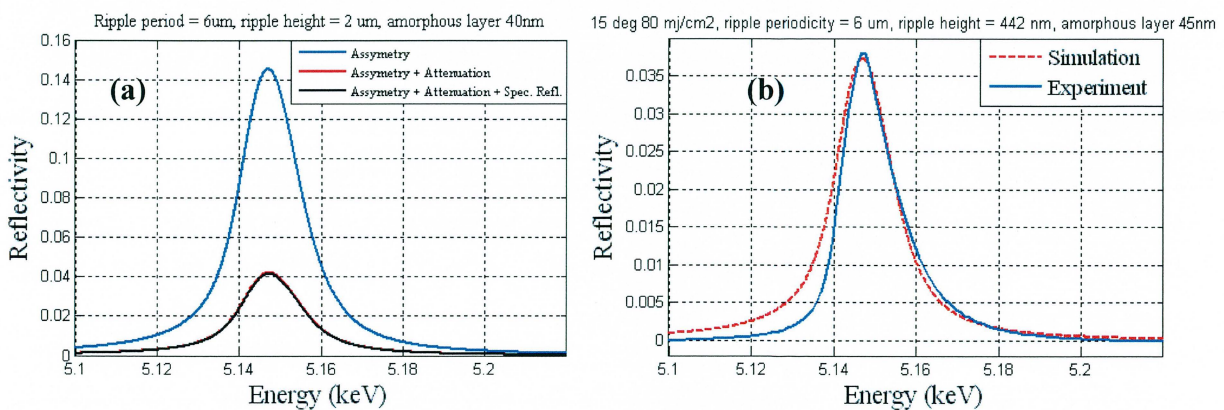 Ripple period = 6um, ripple height = 2 um, amorphous layer 40nm
(a)
Assymetry
Assymetry + Attenuation
Assymetry + Attenuation + Spec. Refl.
Reflectivity
0.16
0.14
0.12
0.1
0.08
0.06
0.04
0.02
0
5.1
5.12
5.14
5.16
5.18
5.2
Energy (keV)
15 deg 80 mj/cm2, ripple periodicity = 6 um, ripple height = 442 nm, amorphous layer 45nm
(b)
Simulation
Experiment
Reflectivity
0.035
0.03
0.025
0.02
0.015
0.01
0.005
0
5.1
5.12
5.14
5.16
5.18
5.2
Energy (keV)